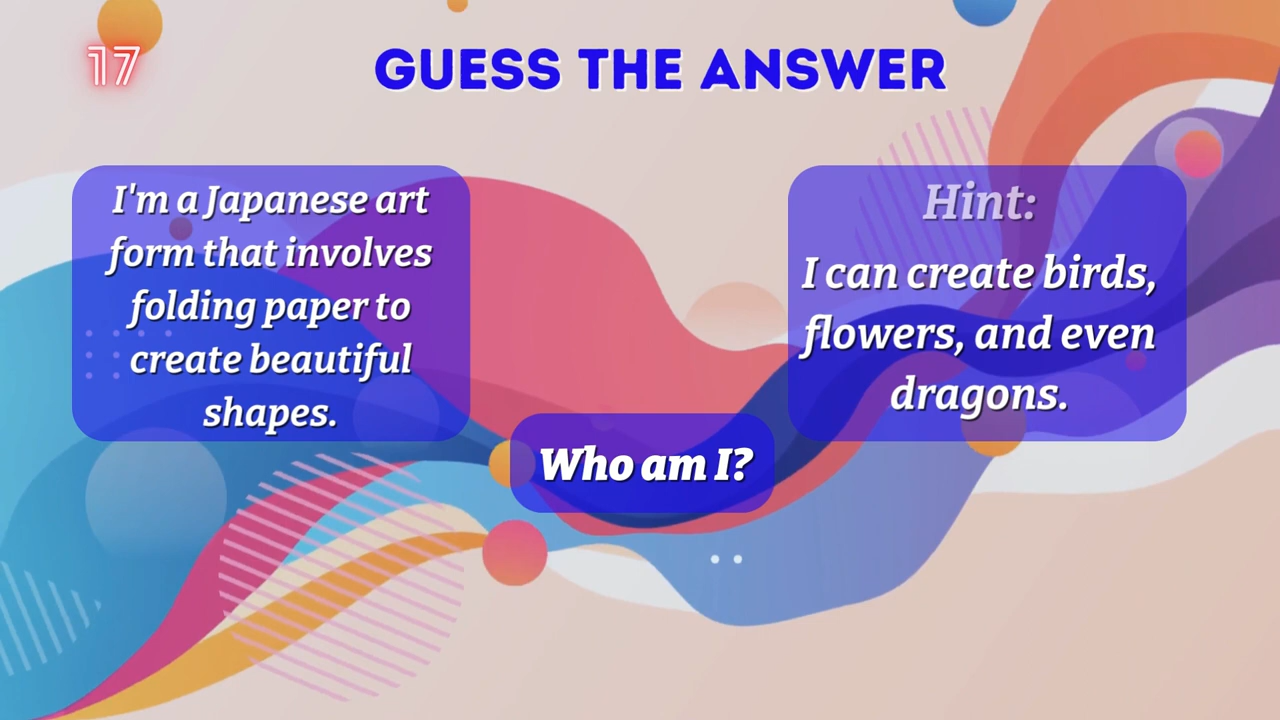 17
GUESS THE ANSWER
I'm a Japanese art
form that involves
folding paper to
create beautiful
shapes.
Hint:
I can create birds,
flowers, and even
dragons.
Who am I?